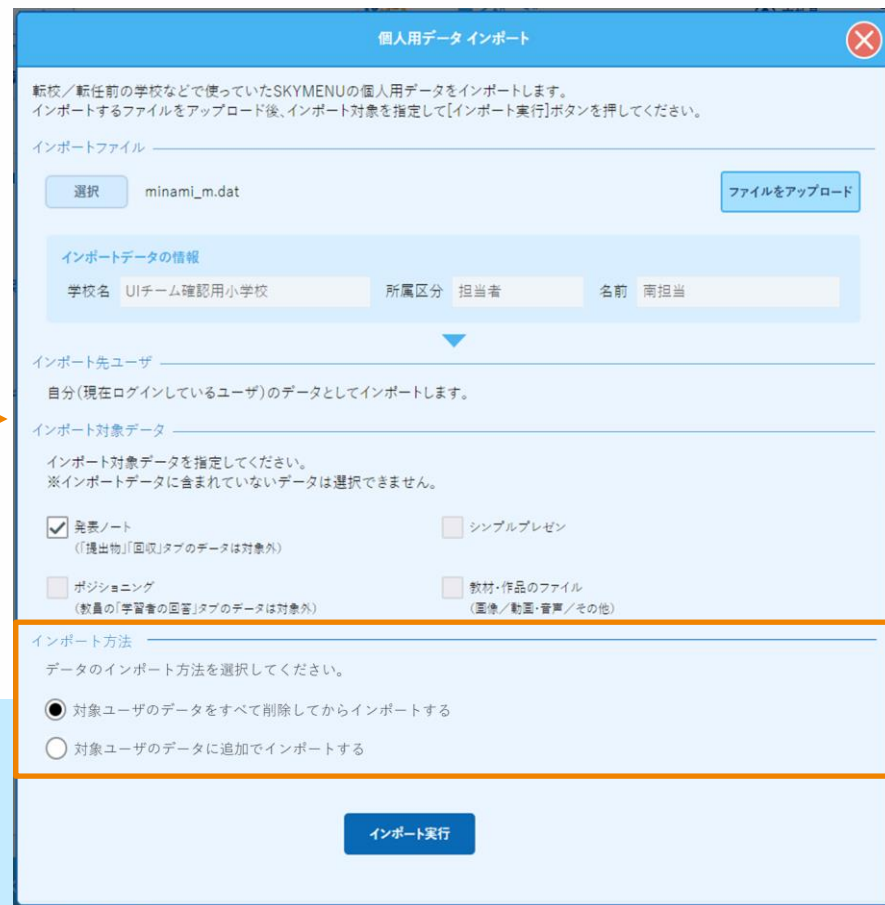 個人用データ インポート
転校／転任前の学校などで使っていたSKYMENUの個人用データをインポートします。
インポートするファイルをアップロード後、インポート対象を指定して[インポート実行]ボタンを押してください。
インポートファイル
選択 minami_m.dat ファイルをアップロード
インポートデータの情報
学校名 UIチーム確認用小学校 所属区分 担当者 名前 南担当
インポート先ユーザ
自分(現在ログインしているユーザ)のデータとしてインポートします。
インポート対象データ
インポート対象データを指定してください。
※インポートデータに含まれていないデータは選択できません。
発表ノート シンプルプレゼン
(「提出物」「回収」タブのデータは対象外)
ポジショニング 教材・作品のファイル
(教員の「学習者の回答」タブのデータは対象外) (画像／動画・音声／その他)
インポート方法
データのインポート方法を選択してください。
対象ユーザのデータをすべて削除してからインポートする
対象ユーザのデータに追加でインポートする
インポート実行